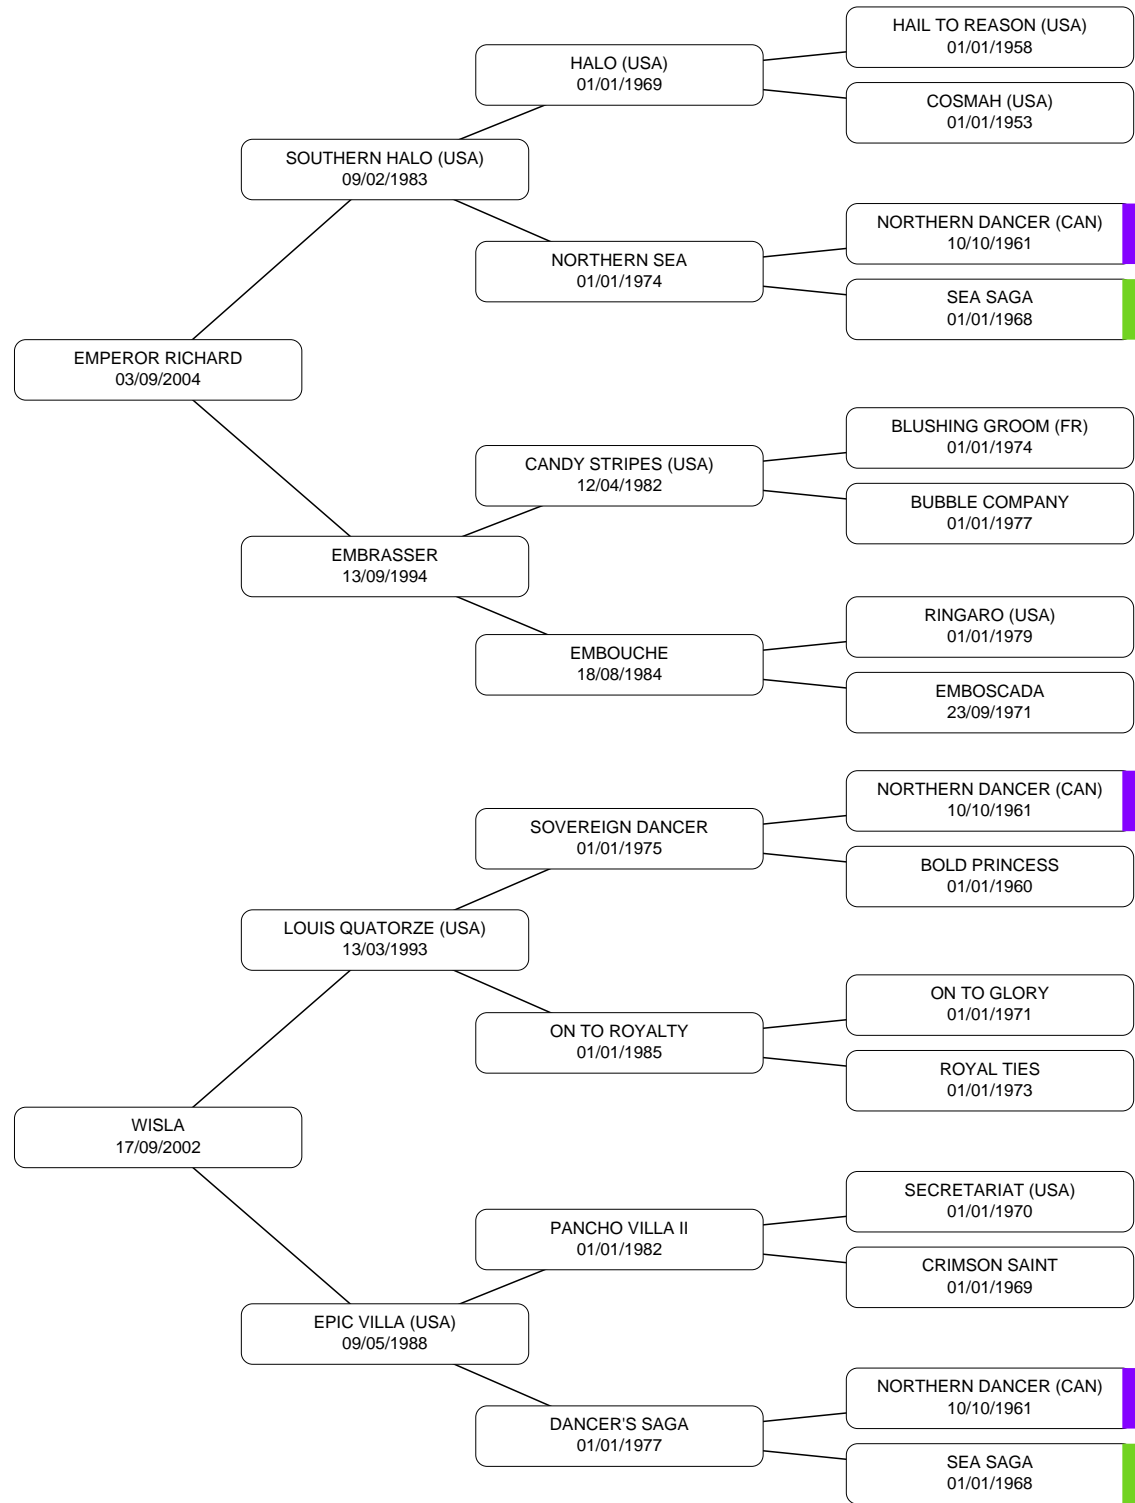 HAIL TO REASON (USA)
01/01/1958
HALO (USA)
01/01/1969
COSMAH (USA)
01/01/1953
SOUTHERN HALO (USA)
09/02/1983
NORTHERN DANCER (CAN)
10/10/1961
NORTHERN SEA
01/01/1974
SEA SAGA
01/01/1968
EMPEROR RICHARD
03/09/2004
BLUSHING GROOM (FR)
01/01/1974
CANDY STRIPES (USA)
12/04/1982
BUBBLE COMPANY
01/01/1977
EMBRASSER
13/09/1994
RINGARO (USA)
01/01/1979
EMBOUCHE
18/08/1984
EMBOSCADA
23/09/1971
NORTHERN DANCER (CAN)
10/10/1961
SOVEREIGN DANCER
01/01/1975
BOLD PRINCESS
01/01/1960
LOUIS QUATORZE (USA)
13/03/1993
ON TO GLORY
01/01/1971
ON TO ROYALTY
01/01/1985
ROYAL TIES
01/01/1973
WISLA
17/09/2002
SECRETARIAT (USA)
01/01/1970
PANCHO VILLA II
01/01/1982
CRIMSON SAINT
01/01/1969
EPIC VILLA (USA)
09/05/1988
NORTHERN DANCER (CAN)
10/10/1961
DANCER'S SAGA
01/01/1977
SEA SAGA
01/01/1968